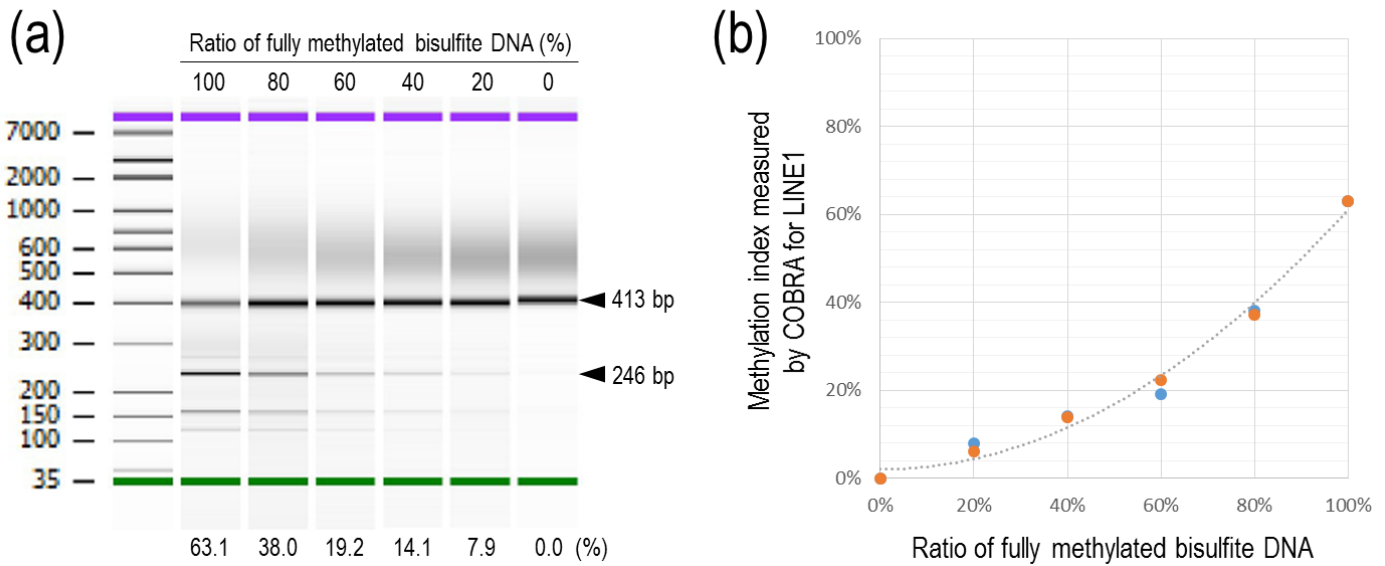 (a)
Ratio of fully methylated bisulfite DNA (%)
100 80 60 40 20 0
7000
2000
1000
600
500
400
300
200
150
100
35
413 bp
246 bp
63.1 38.0 19.2 14.1 7.9 0.0 (%)
(b)
Methylation index measured
by COBRA for LINE1
100%
80%
60%
40%
20%
0%
0% 20% 40% 60% 80% 100%
Ratio of fully methylated bisulfite DNA